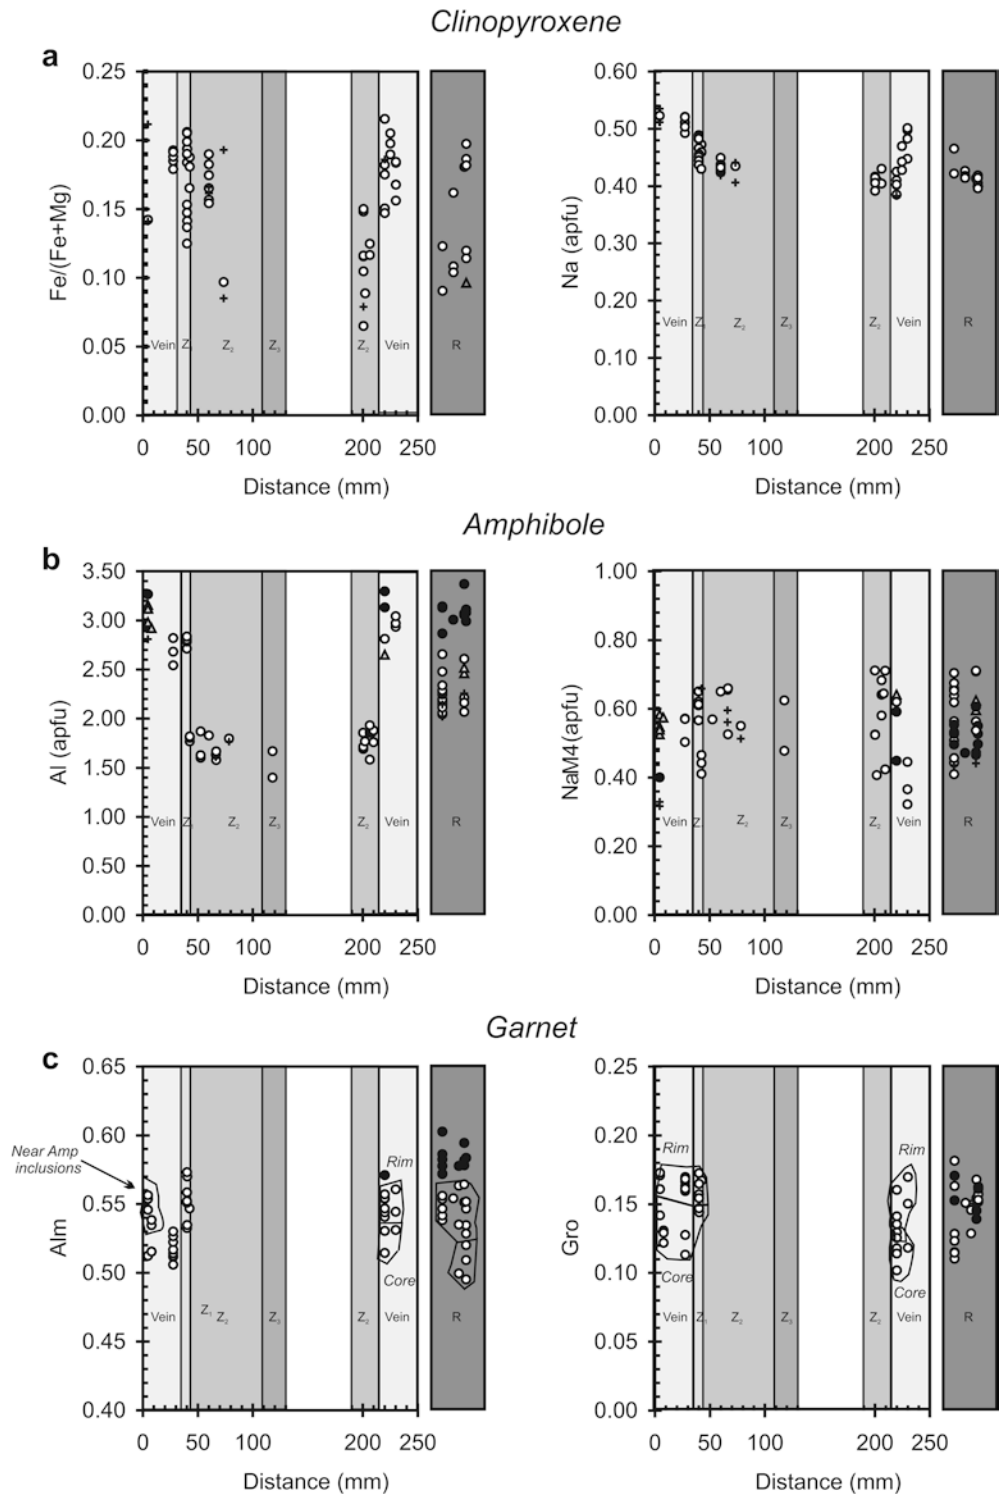 Clinopyroxene
a
0.25
0.20
0.15
0.10
0.05
0.00
Fe/(Fe+Mg)
Vein Z Z₂ Z₃ Z₂ Vein R
0 50 100 200 250
Distance (mm)
0.60
0.50
0.40
0.30
0.20
0.10
0.00
Na (apfu)
Vein Z Z₂ Z₃ Z₂ Vein R
0 50 100 200 250
Distance (mm)
Amphibole
b
3.50
3.00
2.50
2.00
1.50
1.00
0.50
0.00
Al (apfu)
Vein Z Z₂ Z₃ Z₂ Vein R
0 50 100 200 250
Distance (mm)
1.00
0.80
0.60
0.40
0.20
0.00
NaM4(apfu)
Vein Z Z₂ Z₃ Z₂ Vein R
0 50 100 200 250
Distance (mm)
Garnet
c
0.65
0.60
0.55
0.50
0.45
0.40
Alm
Near Amp
inclusions
Rim
Core
Vein Z₁ Z₂ Z₃ Z₂ Vein R
0 50 100 200 250
Distance (mm)
0.25
0.20
0.15
0.10
0.05
0.00
Gro
Rim
Core
Rim
Core
Vein Z₁ Z₂ Z₃ Z₂ Vein R
0 50 100 200 250
Distance (mm)